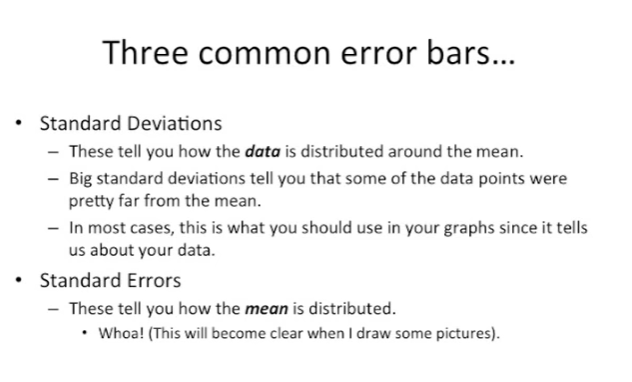 Three common error bars...
• Standard Deviations
– These tell you how the data is distributed around the mean.
– Big standard deviations tell you that some of the data points were
pretty far from the mean.
– In most cases, this is what you should use in your graphs since it tells
us about your data.
• Standard Errors
– These tell you how the mean is distributed.
• Whoa! (This will become clear when I draw some pictures).